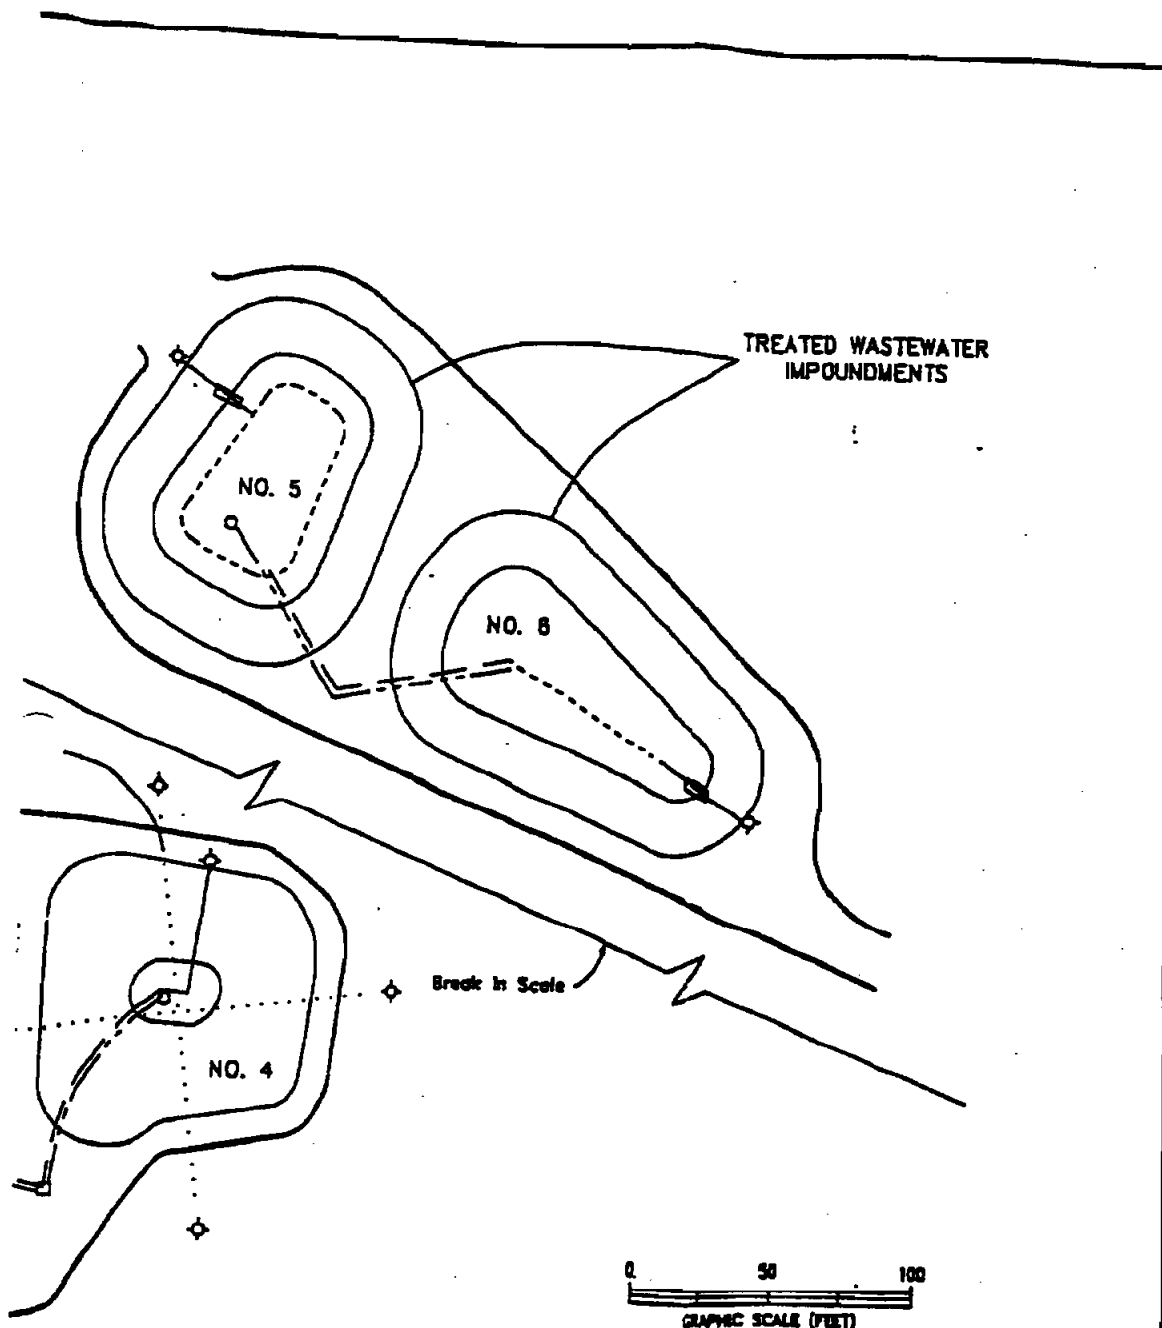 TREATED WASTEWATER
IMPOUNDMENTS
NO. 5
NO. 6
Break In Scale
NO. 4
0 50 100
GRAPHIC SCALE (FEET)